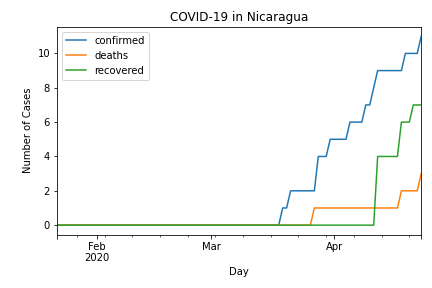 COVID-19 in Nicaragua
confirmed
deaths
recovered
Number of Cases
10
8
6
4
2
0
Feb
2020
Mar
Apr
Day